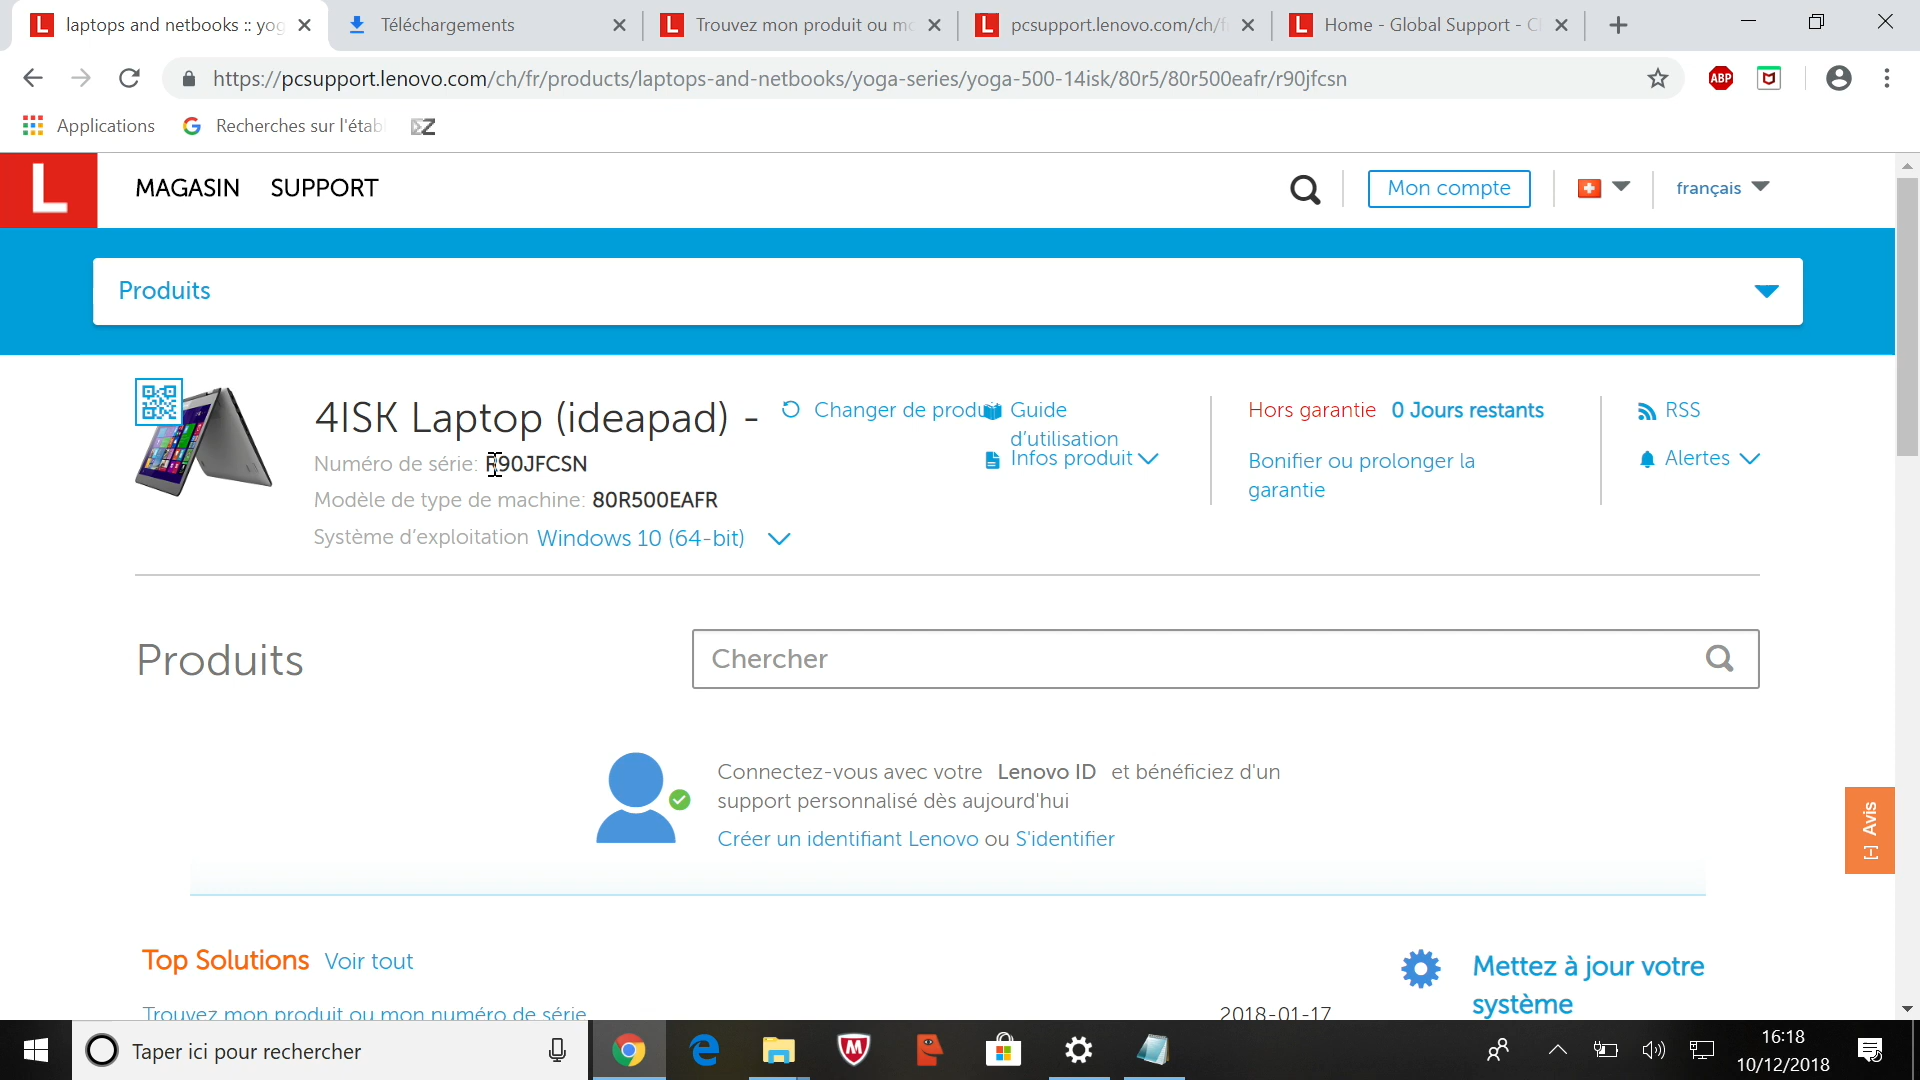 laptops and netbooks :: yog
Téléchargements
L Trouvez mon produit ou mo
L pcsupport.lenovo.com/ch/f
L Home - Global Support - C
https://pcsupport.lenovo.com/ch/fr/products/laptops-and-netbooks/yoga-series/yoga-500-14isk/80r5/80r500eafr/r90jfcsn
ABP
Applications
Recherches sur l'étab
L
MAGASIN SUPPORT
Mon compte
français
Produits
4ISK Laptop (ideapad) -
Changer de produit
Guide d’utilisation
Infos produit
Hors garantie 0 Jours restants
Bonifier ou prolonger la
garantie
RSS
Alertes
Numéro de série: R90JFCSN
Modèle de type de machine: 80R500EAFR
Système d’exploitation Windows 10 (64-bit)
Produits
Chercher
Connectez-vous avec votre Lenovo ID et bénéficiez d'un
support personnalisé dès aujourd'hui
Créer un identifiant Lenovo ou S'identifier
[-] Avis
Top Solutions Voir tout
Trouvez mon produit ou mon numéro de série
2018-01-17
Mettez à jour votre
système
Taper ici pour rechercher
16:18
10/12/2018